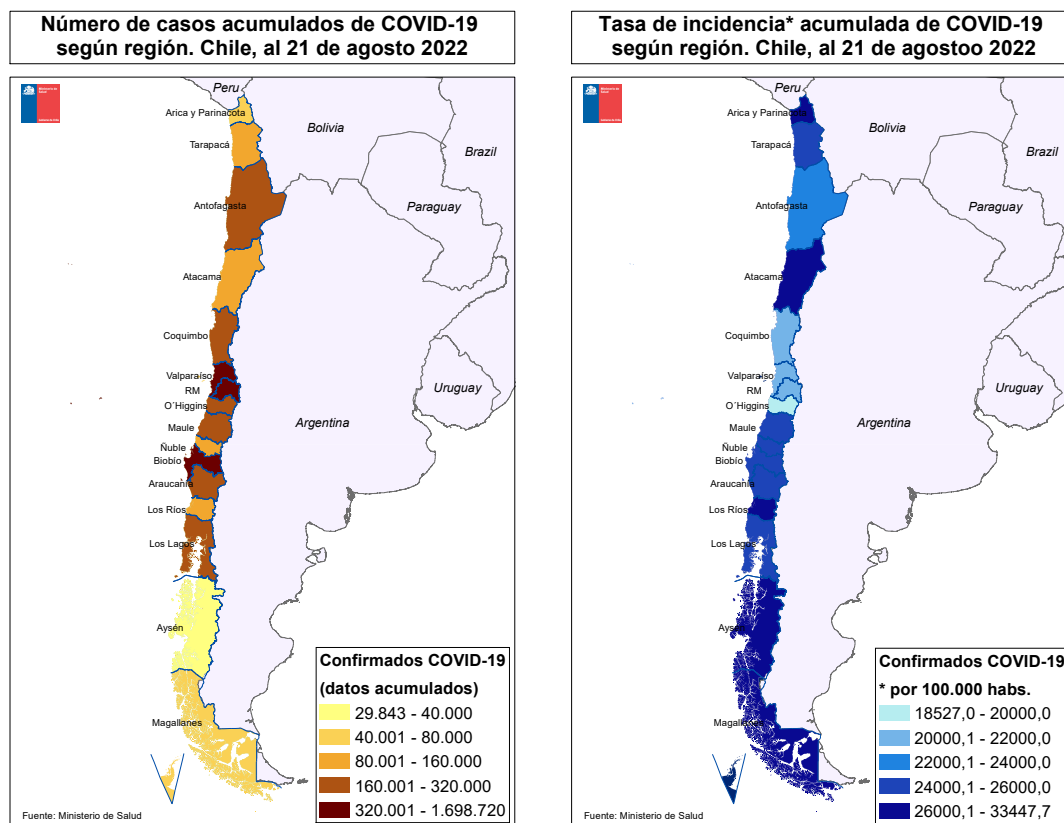 Número de casos acumulados de COVID-19
según región. Chile, al 21 de agosto 2022
Peru
Arica y Parinacota
Bolivia
Tarapacá
Brazil
Antofagasta
Paraguay
Atacama
Coquimbo
Valparaíso
RM
Uruguay
O´Higgins
Argentina
Maule
Ñuble
Biobío
Araucanía
Los Ríos
Los Lagos
Aysén
Magallanes
Confirmados COVID-19
(datos acumulados)
29.843 - 40.000
40.001 - 80.000
80.001 - 160.000
160.001 - 320.000
320.001 - 1.698.720
Fuente: Ministerio de Salud
Tasa de incidencia* acumulada de COVID-19
según región. Chile, al 21 de agostoo 2022
Peru
Arica y Parinacota
Bolivia
Tarapacá
Brazil
Antofagasta
Paraguay
Atacama
Coquimbo
Valparaíso
RM
Uruguay
O´Higgins
Argentina
Maule
Ñuble
Biobío
Araucanía
Los Ríos
Los Lagos
Aysén
Magallanes
Confirmados COVID-19
* por 100.000 habs.
18527,0 - 20000,0
20000,1 - 22000,0
22000,1 - 24000,0
24000,1 - 26000,0
26000,1 - 33447,7
Fuente: Ministerio de Salud